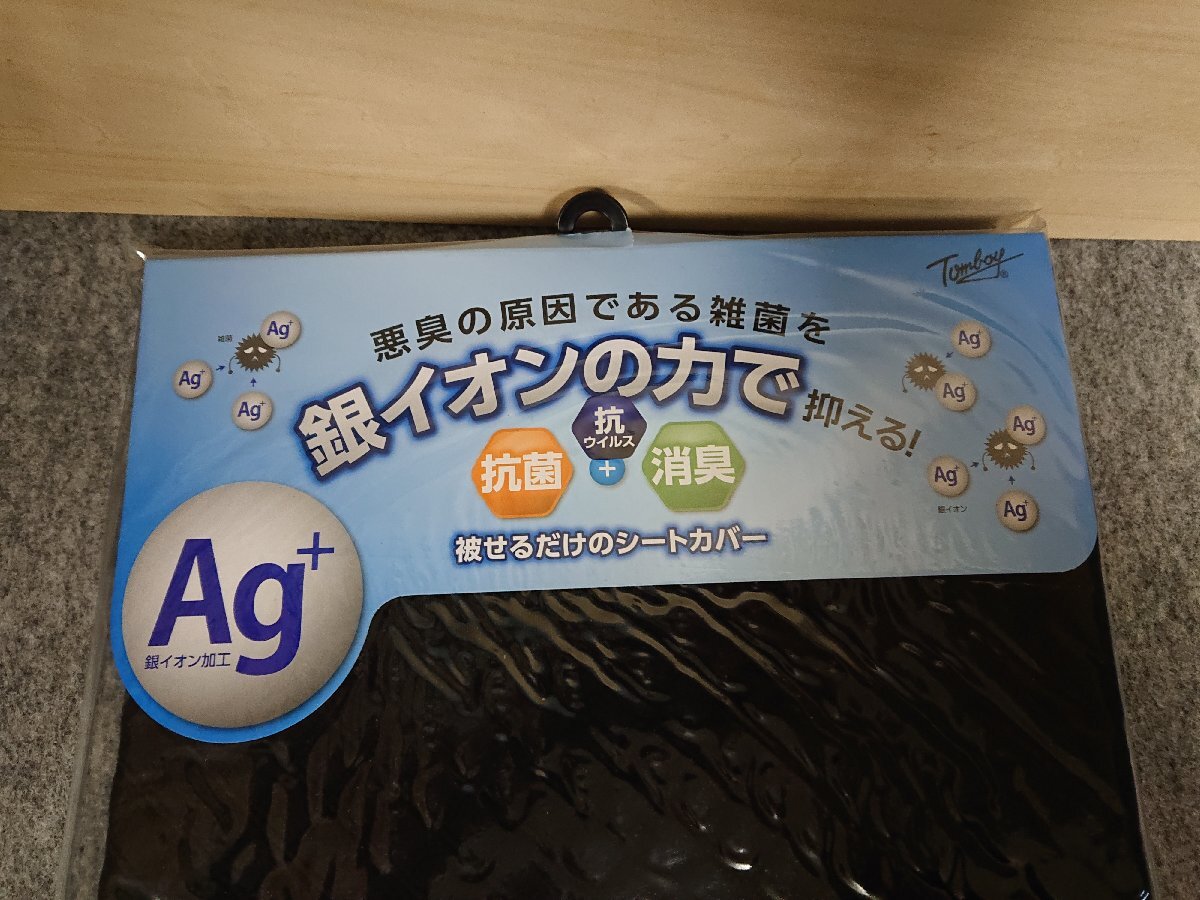 Tomboy®
悪臭の原因である雑菌を
銀イオンの力で
抑える!
抗菌
抗
ウイルス
+
消臭
被せるだけのシートカバー
雑菌
Ag+
Ag+
Ag+
Ag+
Ag+
Ag+
Ag+
Ag+
銀イオン
Ag+
銀イオン加工